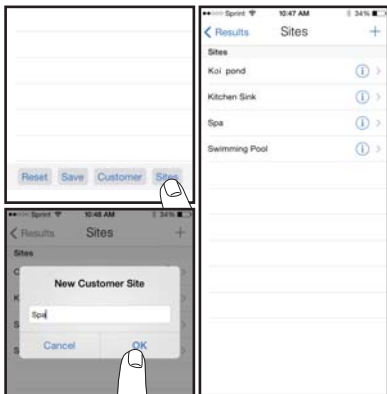 Reset Save Customer Sites
Sprint 10:48 AM 34%
Results Sites +
Sites
New Customer Site
Spa
Cancel OK
Sprint 10:47 AM 34%
Results Sites +
Sites
Koi pond
Kitchen Sink
Spa
Swimming Pool